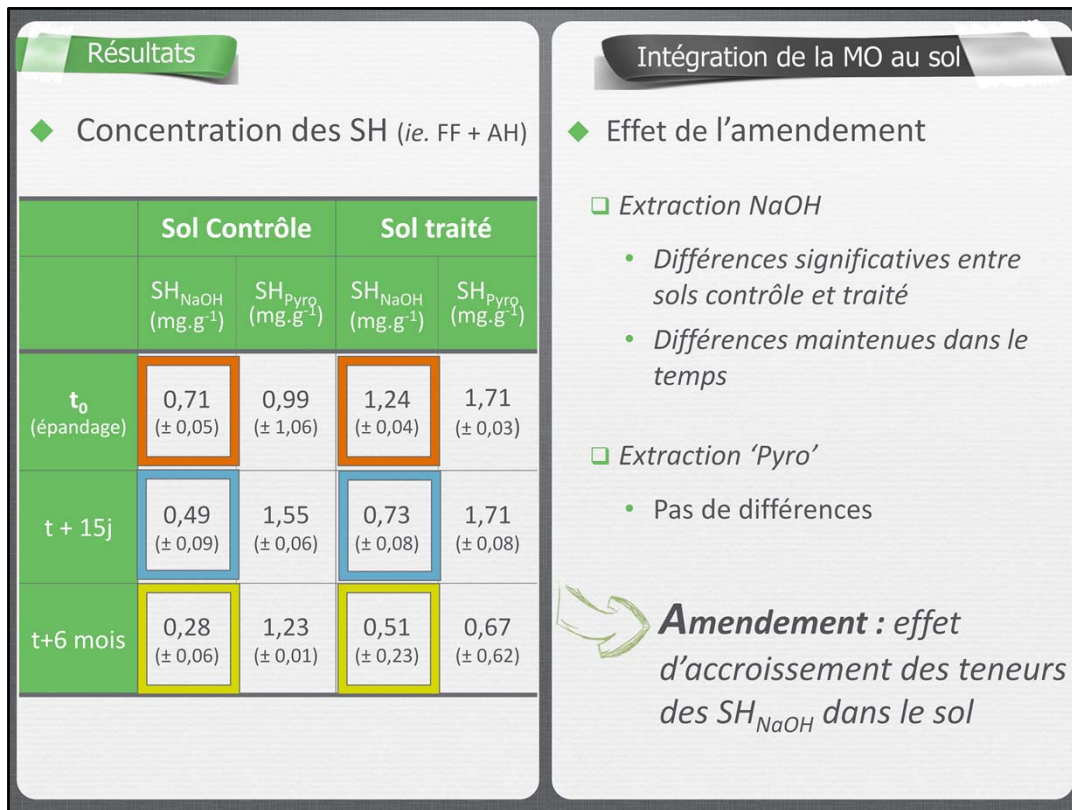 Résultats
◆ Concentration des SH (ie. FF + AH)
Sol Contrôle Sol traité
SH_NaOH SH_Pyro SH_NaOH SH_Pyro
(mg.g⁻¹) (mg.g⁻¹) (mg.g⁻¹) (mg.g⁻¹)
t₀ 0,71 0,99 1,24 1,71
(épandage) (± 0,05) (± 1,06) (± 0,04) (± 0,03)
t + 15j 0,49 1,55 0,73 1,71
(± 0,09) (± 0,06) (± 0,08) (± 0,08)
t+6 mois 0,28 1,23 0,51 0,67
(± 0,06) (± 0,01) (± 0,23) (± 0,62)
Intégration de la MO au sol
◆ Effet de l’amendement
❑ Extraction NaOH
• Différences significatives entre
sols contrôle et traité
• Différences maintenues dans le
temps
❑ Extraction ‘Pyro’
• Pas de différences
Amendement : effet
d’accroissement des teneurs
des SH_NaOH dans le sol